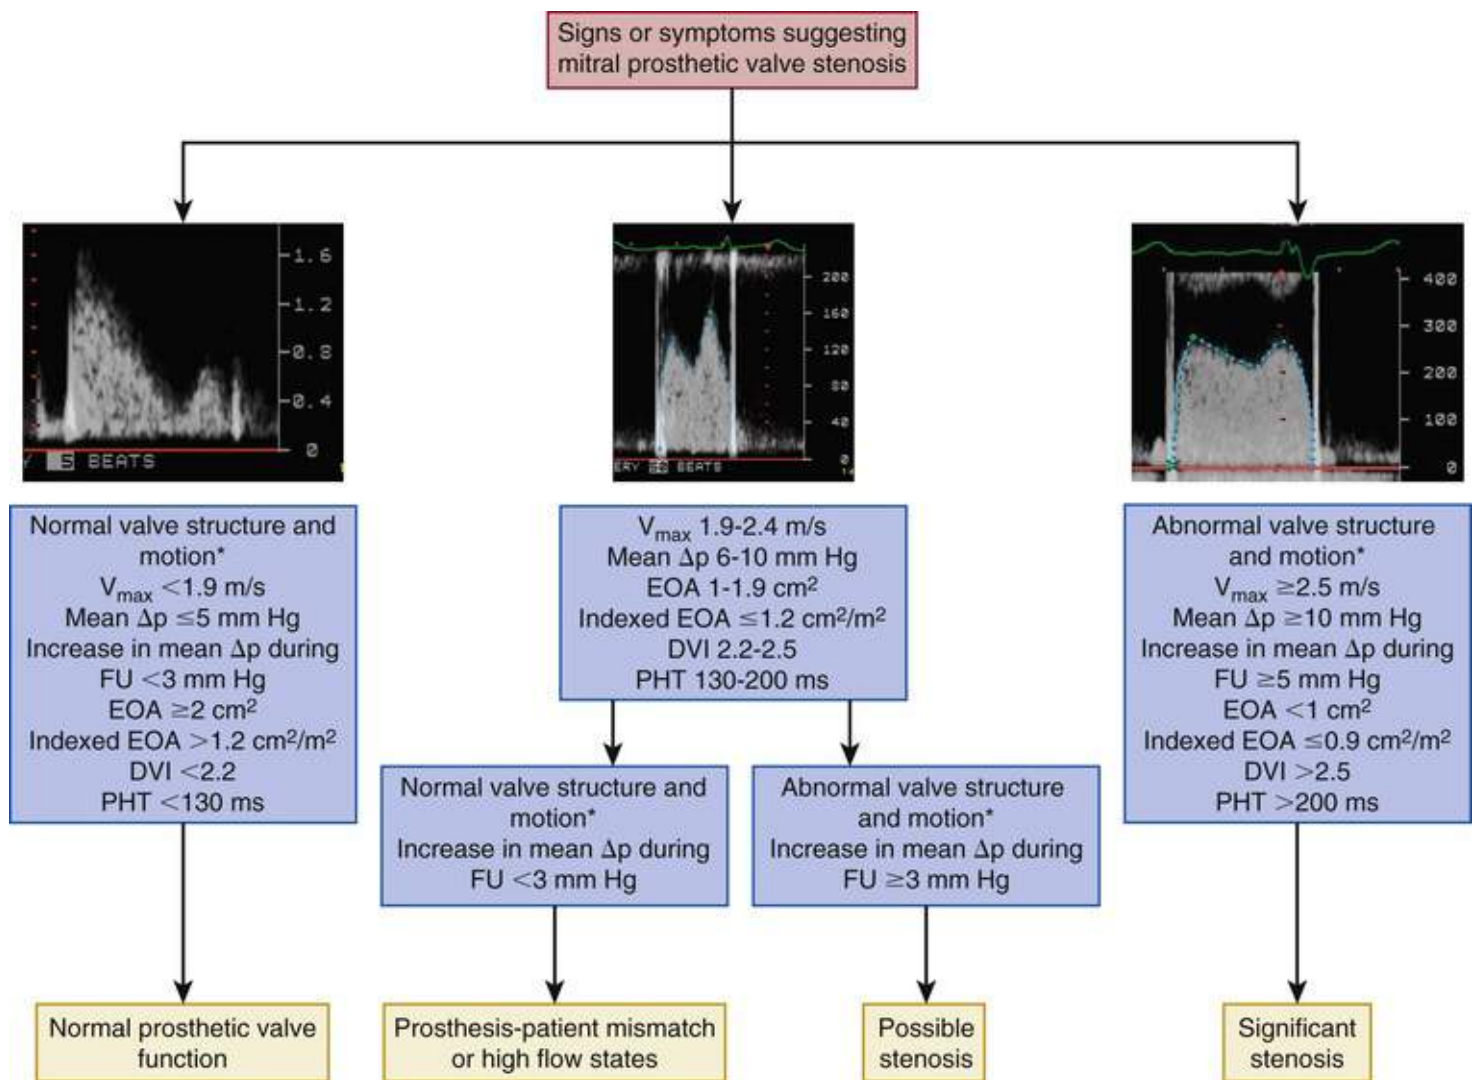 Signs or symptoms suggesting
mitral prosthetic valve stenosis
1.6
1.2
0.8
0.4
0
Y 5 BEATS
200
160
120
80
40
0
ERY BEATS
400
300
200
100
0
Normal valve structure and
motion*
Vmax <1.9 m/s
Mean Δp ≤5 mm Hg
Increase in mean Δp during
FU <3 mm Hg
EOA ≥2 cm²
Indexed EOA >1.2 cm²/m²
DVI <2.2
PHT <130 ms
Vmax 1.9-2.4 m/s
Mean Δp 6-10 mm Hg
EOA 1-1.9 cm²
Indexed EOA ≤1.2 cm²/m²
DVI 2.2-2.5
PHT 130-200 ms
Abnormal valve structure
and motion*
Vmax ≥2.5 m/s
Mean Δp ≥10 mm Hg
Increase in mean Δp during
FU ≥5 mm Hg
EOA <1 cm²
Indexed EOA ≤0.9 cm²/m²
DVI >2.5
PHT >200 ms
Normal valve structure and
motion*
Increase in mean Δp during
FU <3 mm Hg
Abnormal valve structure
and motion*
Increase in mean Δp during
FU ≥3 mm Hg
Normal prosthetic valve
function
Prosthesis-patient mismatch
or high flow states
Possible
stenosis
Significant
stenosis